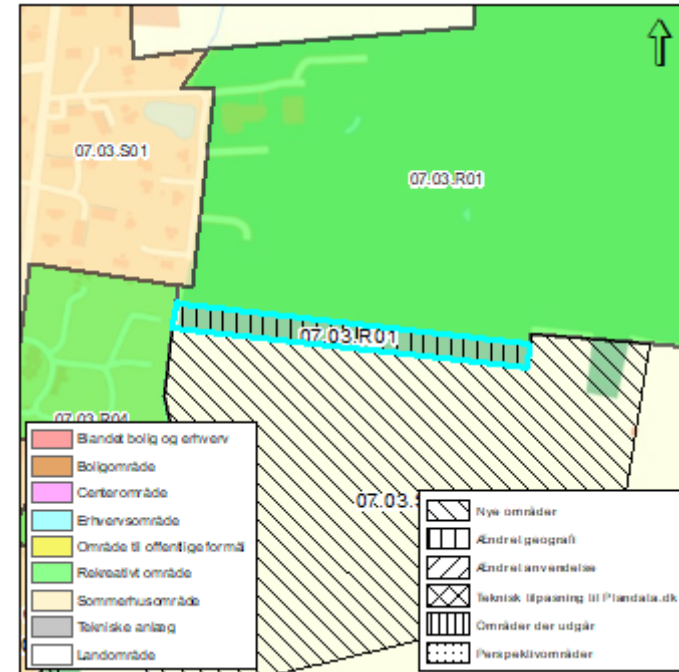 07.03.S01
07.03.R01
07.03.R01
07.03.R04
07.03.
Blandet bolig og erhverv
Boligområde
Centerområde
Erhvervsområde
Område til offentlige formål
Rekreativt område
Sommerhusområde
Tekniske anlæg
Landområde
Nye områder
Ændret geografi
Ændret anvendelse
Teknisk tilpasning til Plandata.dk
Områder der udgår
Perspektivområder